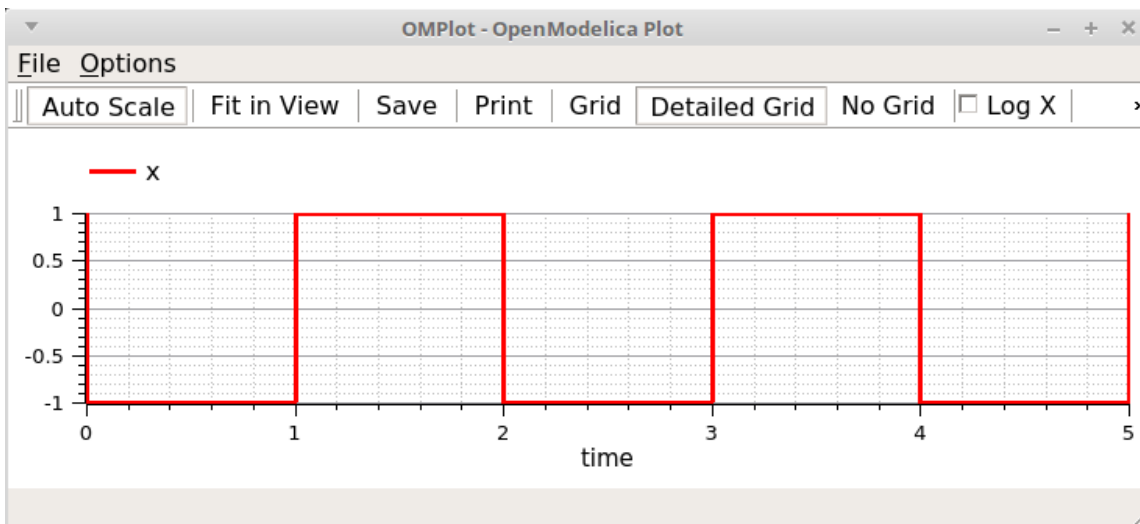 OMPlot - OpenModelica Plot
File Options
Auto Scale Fit in View Save Print Grid Detailed Grid No Grid Log X »
x
1
0.5
0
-0.5
-1
0 1 2 3 4 5
time